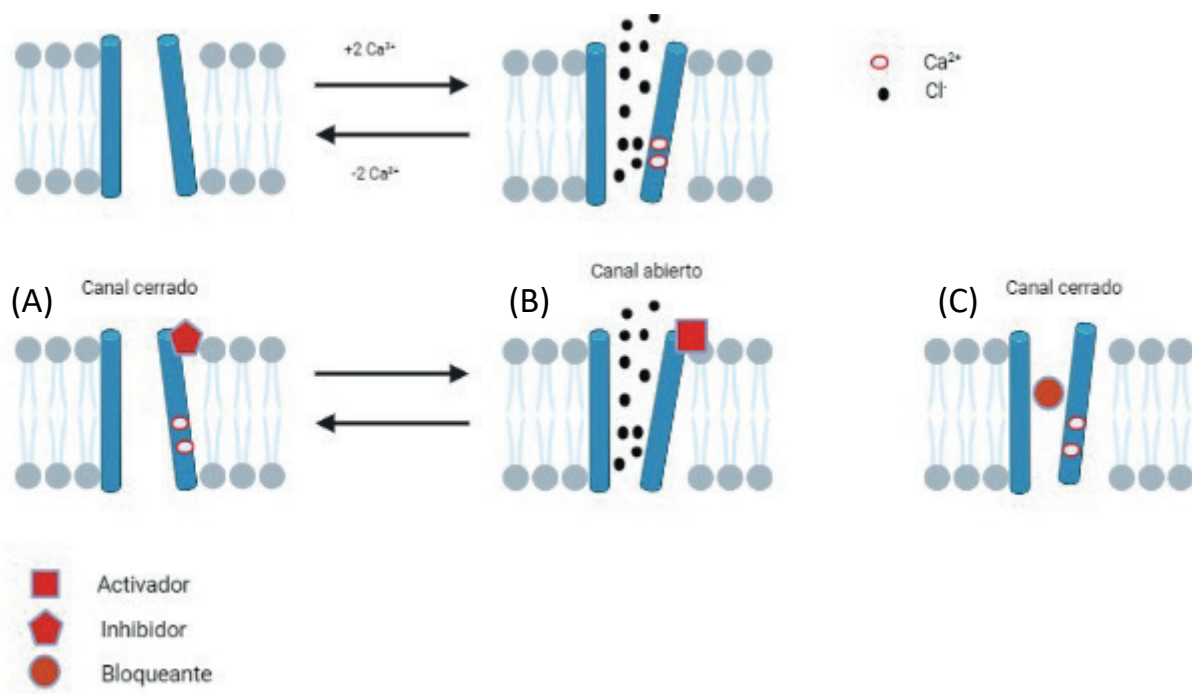 +2 Ca²⁺
-2 Ca²⁺
Ca²⁺
Cl⁻
(A)
Canal cerrado
(B)
Canal abierto
(C)
Canal cerrado
Activador
Inhibidor
Bloqueante